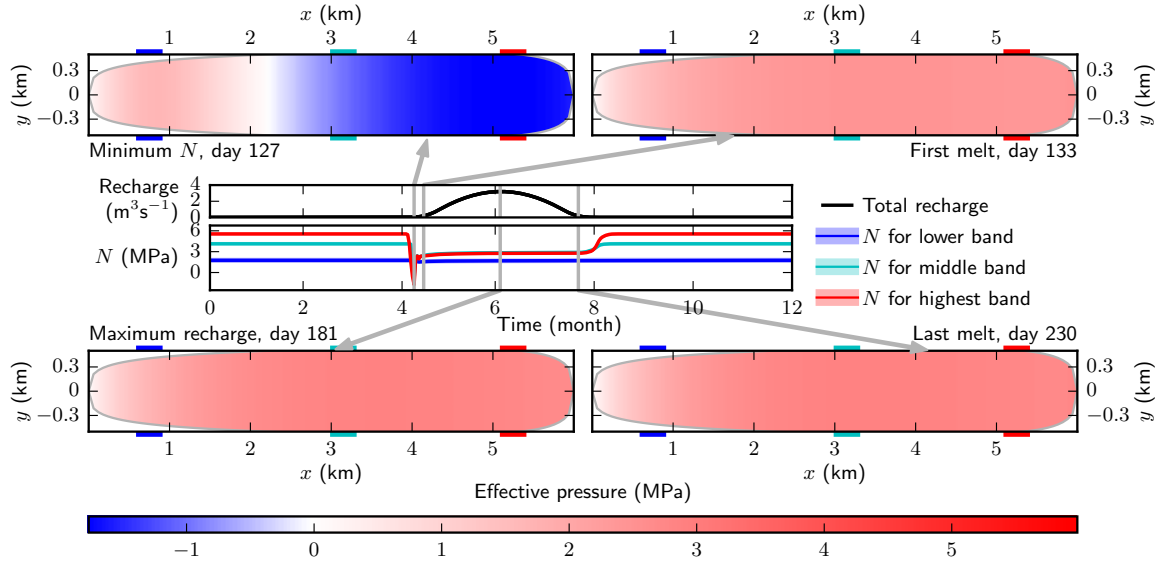 x (km) x (km)
1 2 3 4 5 1 2 3 4 5
y (km) 0.3 0 −0.3 0.3 0 −0.3 y (km)
Minimum N, day 127 First melt, day 133
Recharge (m³s⁻¹) 4 2 0
N (MPa) 6 3 0
0 2 4 6 8 10 12
Time (month)
Total recharge
N for lower band
N for middle band
N for highest band
Maximum recharge, day 181 Last melt, day 230
y (km) 0.3 0 −0.3 0.3 0 −0.3 y (km)
1 2 3 4 5 1 2 3 4 5
x (km) x (km)
Effective pressure (MPa)
−1 0 1 2 3 4 5